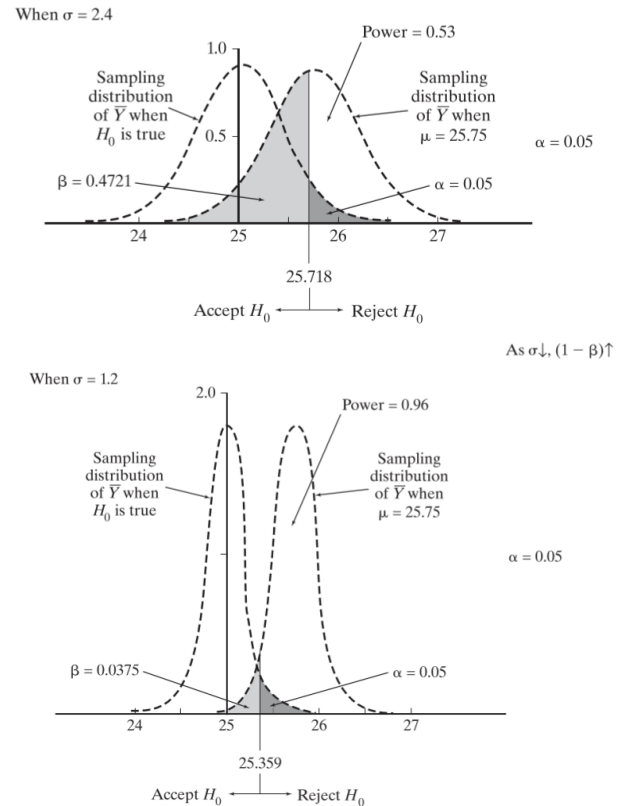 When σ = 2.4
Power = 0.53
1.0
Sampling
distribution
of Y̅ when
H₀ is true
Sampling
distribution
of Y̅ when
μ = 25.75
0.5
α = 0.05
β = 0.4721
α = 0.05
24 25 26 27
25.718
Accept H₀ Reject H₀
As σ↓, (1 − β)↑
When σ = 1.2
2.0
Power = 0.96
Sampling
distribution
of Y̅ when
H₀ is true
Sampling
distribution
of Y̅ when
μ = 25.75
α = 0.05
β = 0.0375
α = 0.05
24 25 26 27
25.359
Accept H₀ Reject H₀